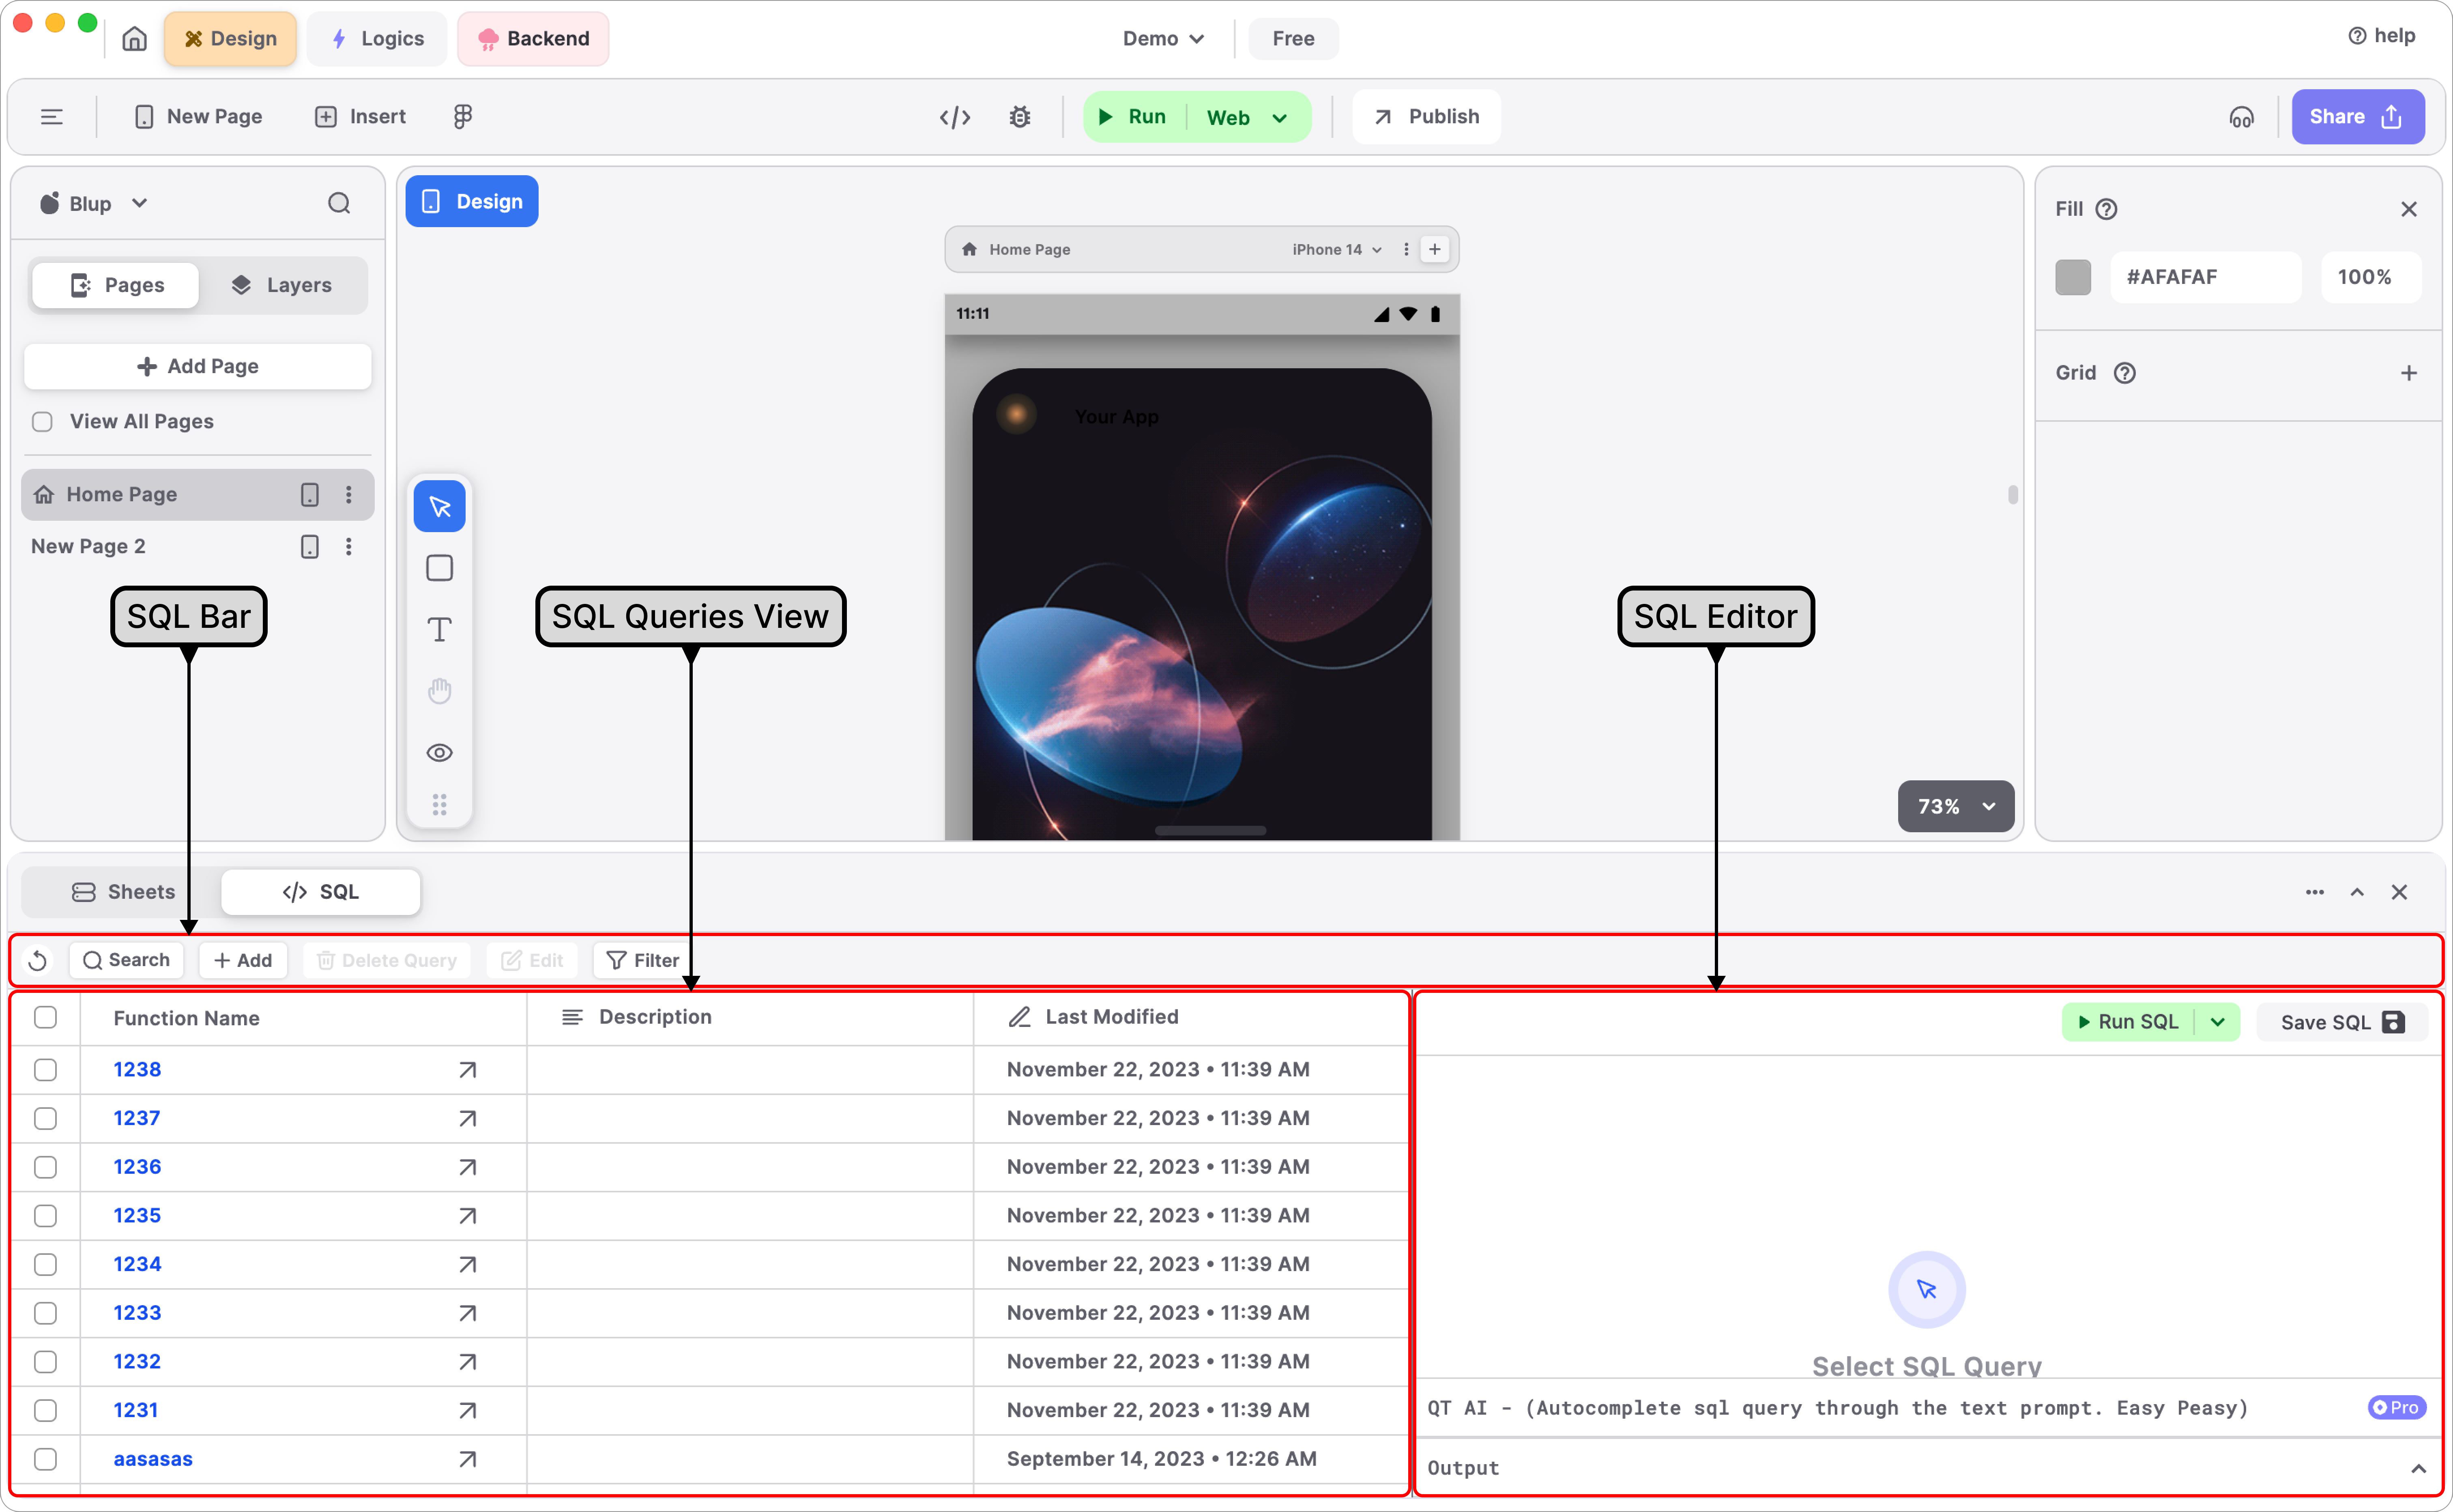 Design
Logics
Backend
Demo
Free
help
New Page
Insert
Run
Web
Publish
Share
Blup
Pages
Layers
Add Page
View All Pages
Home Page
New Page 2
Design
Home Page
iPhone 14
11:11
Your App
73%
Fill
#AFAFAF
100%
Grid
SQL Bar
SQL Queries View
SQL Editor
Sheets
SQL
Search
Add
Delete Query
Edit
Filter
Function Name
Description
Last Modified
1238
November 22, 2023 • 11:39 AM
1237
November 22, 2023 • 11:39 AM
1236
November 22, 2023 • 11:39 AM
1235
November 22, 2023 • 11:39 AM
1234
November 22, 2023 • 11:39 AM
1233
November 22, 2023 • 11:39 AM
1232
November 22, 2023 • 11:39 AM
1231
November 22, 2023 • 11:39 AM
aasasas
September 14, 2023 • 12:26 AM
Run SQL
Save SQL
Select SQL Query
QT AI - (Autocomplete sql query through the text prompt. Easy Peasy)
Pro
Output